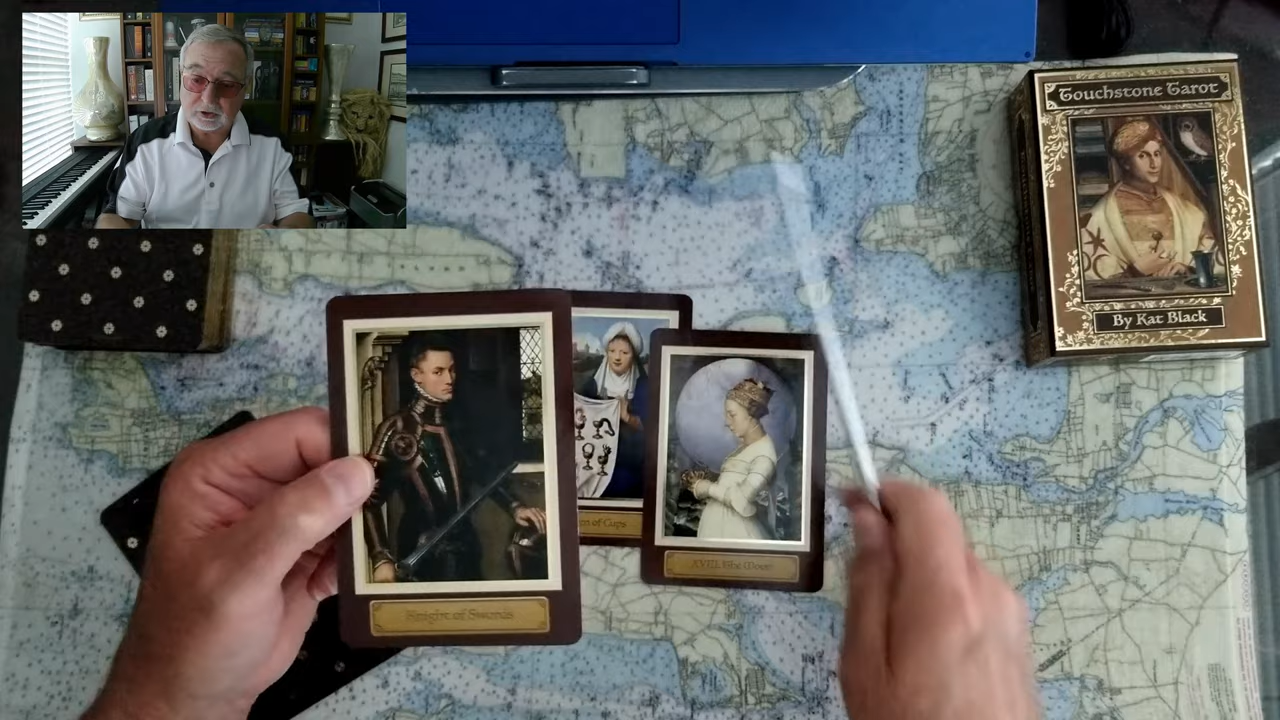 Touchstone Tarot
By Kat Black
Knight of Swords
of Cups
XVIII The Moon